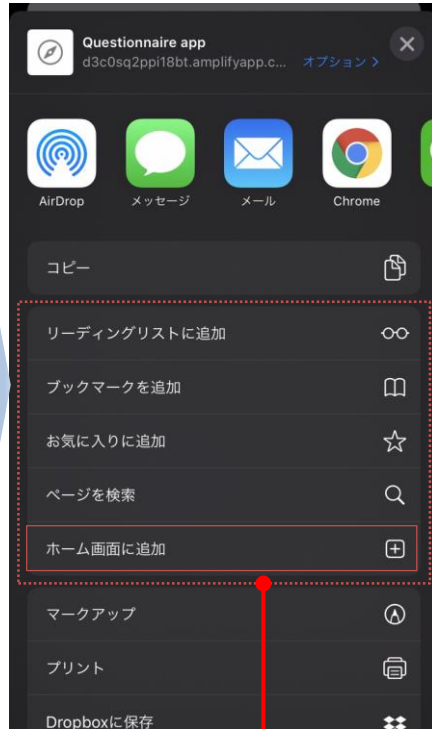 Questionnaire app
d3c0sq2ppi18bt.amplifyapp.c... オプション >
AirDrop
メッセージ
メール
Chrome
コピー
リーディングリストに追加
ブックマークを追加
お気に入りに追加
ページを検索
ホーム画面に追加
マークアップ
プリント
Dropboxに保存